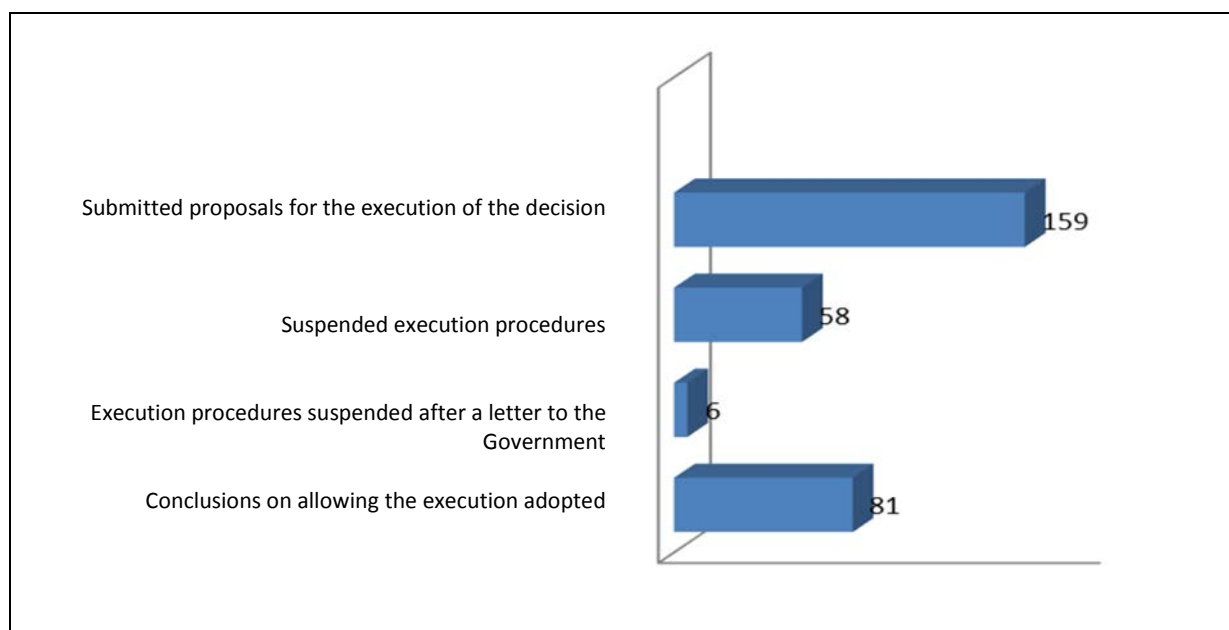 Submitted proposals for the execution of the decision
159
Suspended execution procedures
58
Execution procedures suspended after a letter to the
Government
6
Conclusions on allowing the execution adopted
81